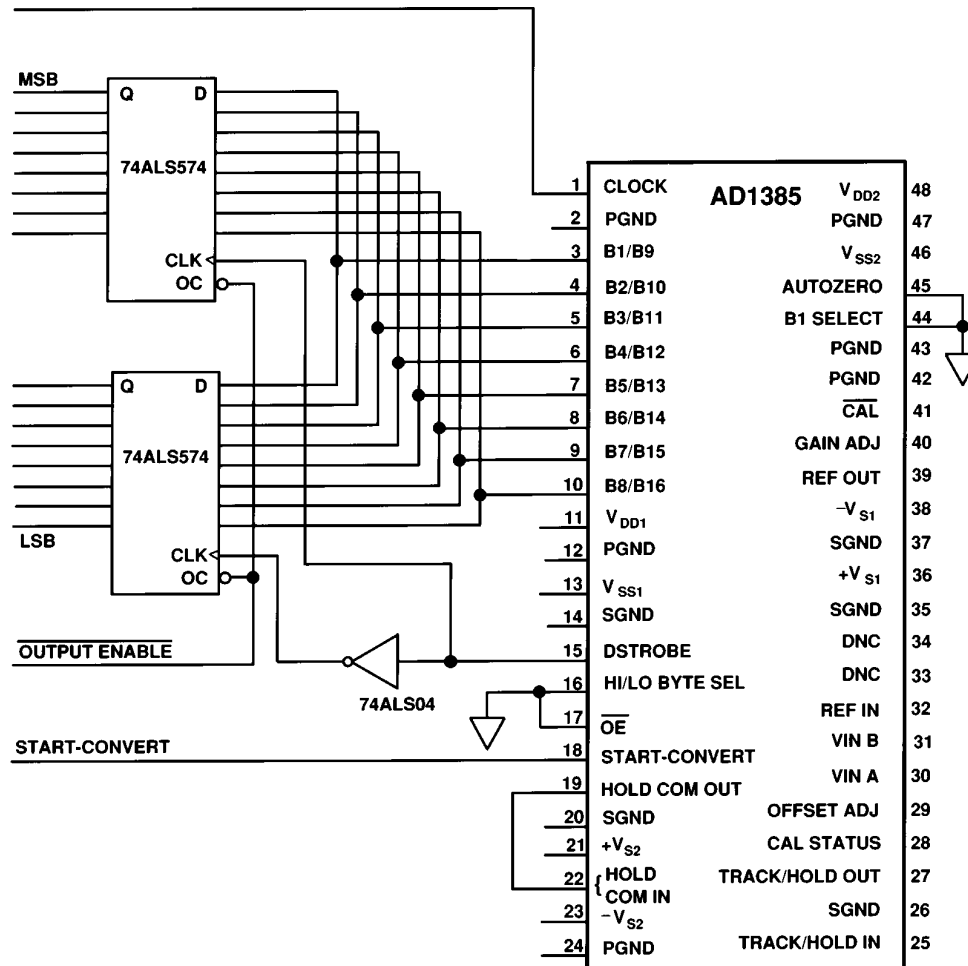 MSB
Q D
74ALS574
CLK
OC
Q D
74ALS574
LSB
CLK
OC
OUTPUT ENABLE
74ALS04
START-CONVERT
AD1385
1 CLOCK
2 PGND
3 B1/B9
4 B2/B10
5 B3/B11
6 B4/B12
7 B5/B13
8 B6/B14
9 B7/B15
10 B8/B16
11 VDD1
12 PGND
13 VSS1
14 SGND
15 DSTROBE
16 HI/LO BYTE SEL
17 OE
18 START-CONVERT
19 HOLD COM OUT
20 SGND
21 +VS2
22 { HOLD
COM IN
23 –VS2
24 PGND
VDD2 48
PGND 47
VSS2 46
AUTOZERO 45
B1 SELECT 44
PGND 43
PGND 42
CAL 41
GAIN ADJ 40
REF OUT 39
–VS1 38
SGND 37
+VS1 36
SGND 35
DNC 34
DNC 33
REF IN 32
VIN B 31
VIN A 30
OFFSET ADJ 29
CAL STATUS 28
TRACK/HOLD OUT 27
SGND 26
TRACK/HOLD IN 25